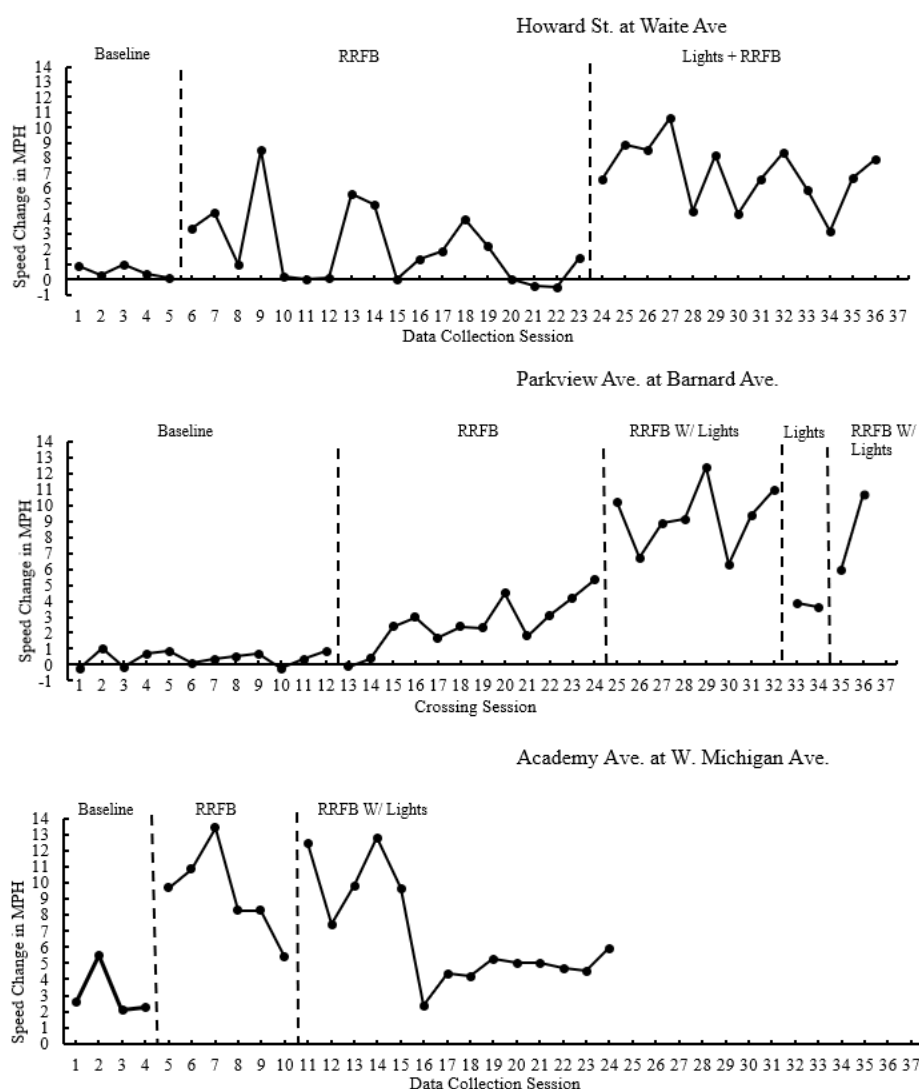 Howard St. at Waite Ave
Baseline RRFB Lights + RRFB
Speed Change in MPH
14
13
12
11
10
9
8
7
6
5
4
3
2
1
0
-1
1 2 3 4 5 6 7 8 9 10 11 12 13 14 15 16 17 18 19 20 21 22 23 24 25 26 27 28 29 30 31 32 33 34 35 36 37
Data Collection Session
Parkview Ave. at Barnard Ave.
Baseline RRFB RRFB W/ Lights Lights RRFB W/
Lights
Speed Change in MPH
14
13
12
11
10
9
8
7
6
5
4
3
2
1
0
-1
1 2 3 4 5 6 7 8 9 10 11 12 13 14 15 16 17 18 19 20 21 22 23 24 25 26 27 28 29 30 31 32 33 34 35 36 37
Crossing Session
Academy Ave. at W. Michigan Ave.
Baseline RRFB RRFB W/ Lights
Speed Change in MPH
14
13
12
11
10
9
8
7
6
5
4
3
2
1
0
1 2 3 4 5 6 7 8 9 10 11 12 13 14 15 16 17 18 19 20 21 22 23 24 25 26 27 28 29 30 31 32 33 34 35 36 37
Data Collection Session